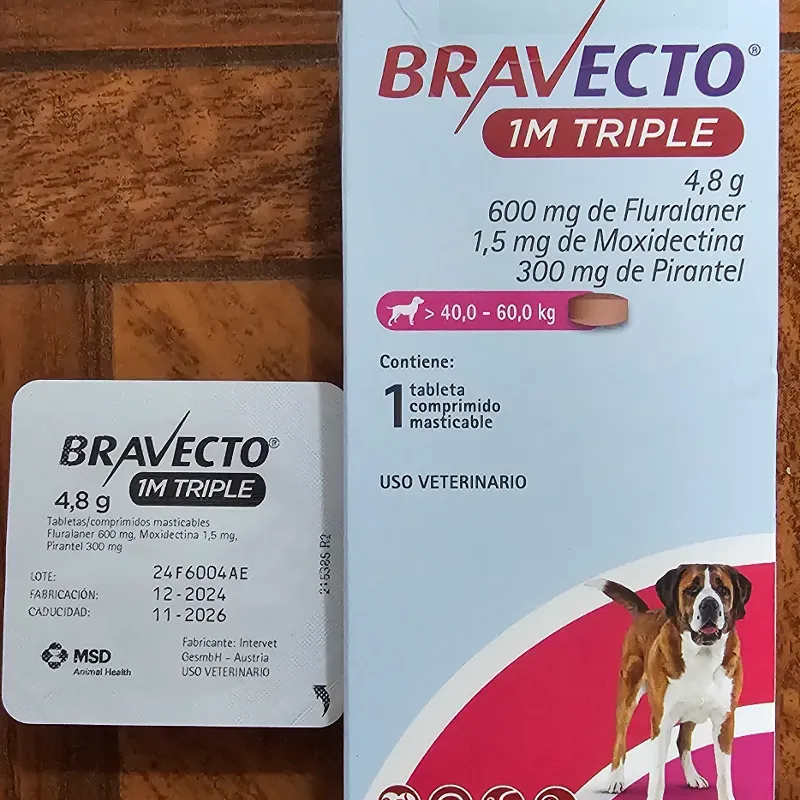 BRAVECTO®
1M TRIPLE
4,8 g
600 mg de Fluralaner
1,5 mg de Moxidectina
300 mg de Pirantel
> 40,0 - 60,0 kg
Contiene:
1 tableta
comprimido
masticable
USO VETERINARIO
BRAVECTO®
4,8 g 1M TRIPLE
Tabletas/comprimidos masticables
Fluralaner 600 mg, Moxidectina 1,5 mg,
Pirantel 300 mg
LOTE: 24F6004AE
FABRICACIÓN: 12-2024
CADUCIDAD: 11-2026
MSD
Animal Health
Fabricante: Intervet
GesmbH - Austria
USO VETERINARIO